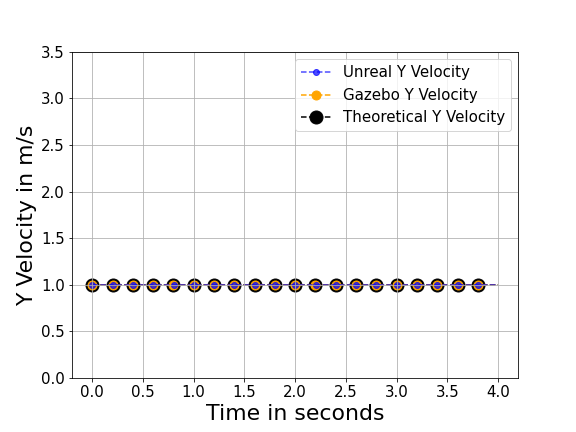 3.5
3.0
2.5
2.0
1.5
1.0
0.5
0.0
Y Velocity in m/s
Unreal Y Velocity
Gazebo Y Velocity
Theoretical Y Velocity
0.0 0.5 1.0 1.5 2.0 2.5 3.0 3.5 4.0
Time in seconds